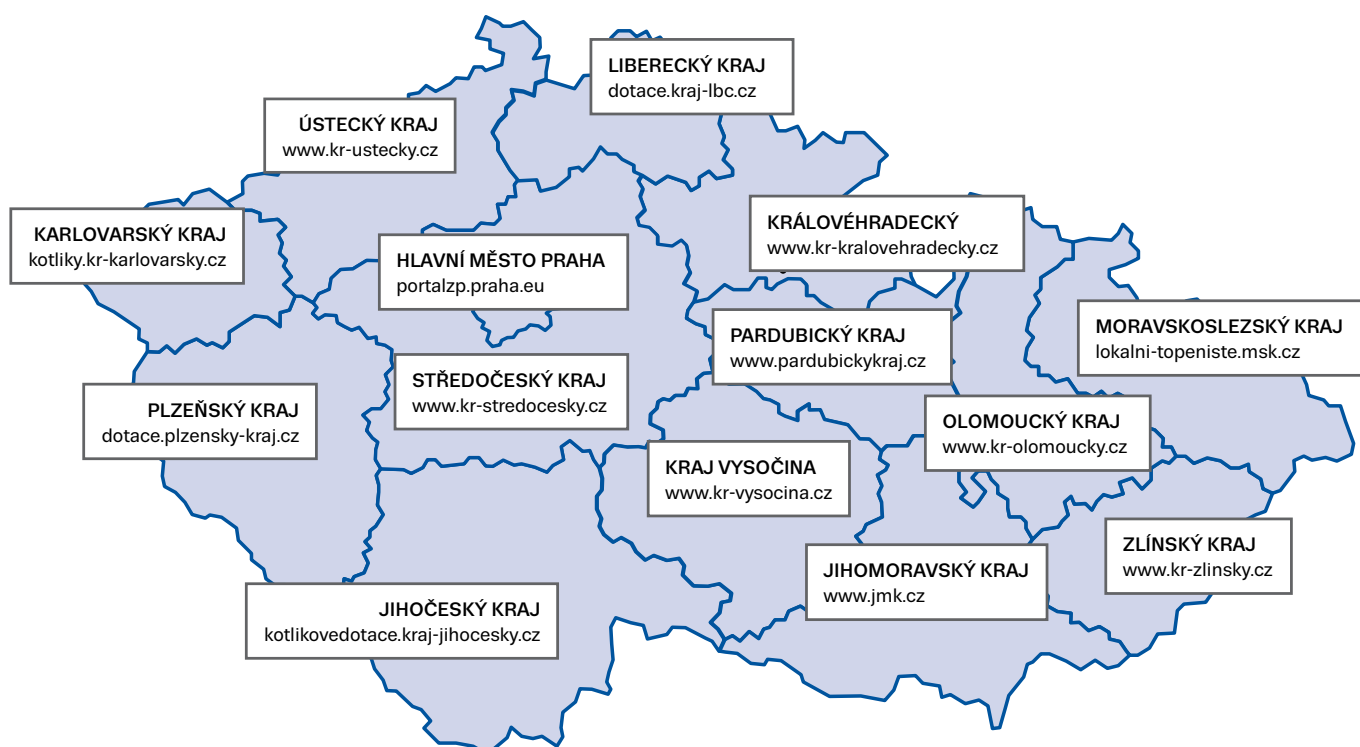 LIBERECKÝ KRAJ
dotace.kraj-lbc.cz
ÚSTECKÝ KRAJ
www.kr-ustecky.cz
KARLOVARSKÝ KRAJ
kotliky.kr-karlovarsky.cz
HLAVNÍ MĚSTO PRAHA
portalzp.praha.eu
KRÁLOVÉHRADECKÝ
www.kr-kralovehradecky.cz
PARDUBICKÝ KRAJ
www.pardubickykraj.cz
MORAVSKOSLEZSKÝ KRAJ
lokalni-topeniste.msk.cz
STŘEDOČESKÝ KRAJ
www.kr-stredocesky.cz
PLZEŇSKÝ KRAJ
dotace.plzensky-kraj.cz
OLOMOUCKÝ KRAJ
www.kr-olomoucky.cz
KRAJ VYSOČINA
www.kr-vysocina.cz
ZLÍNSKÝ KRAJ
www.kr-zlinsky.cz
JIHOMORAVSKÝ KRAJ
www.jmk.cz
JIHOČESKÝ KRAJ
kotlikovedotace.kraj-jihocesky.cz